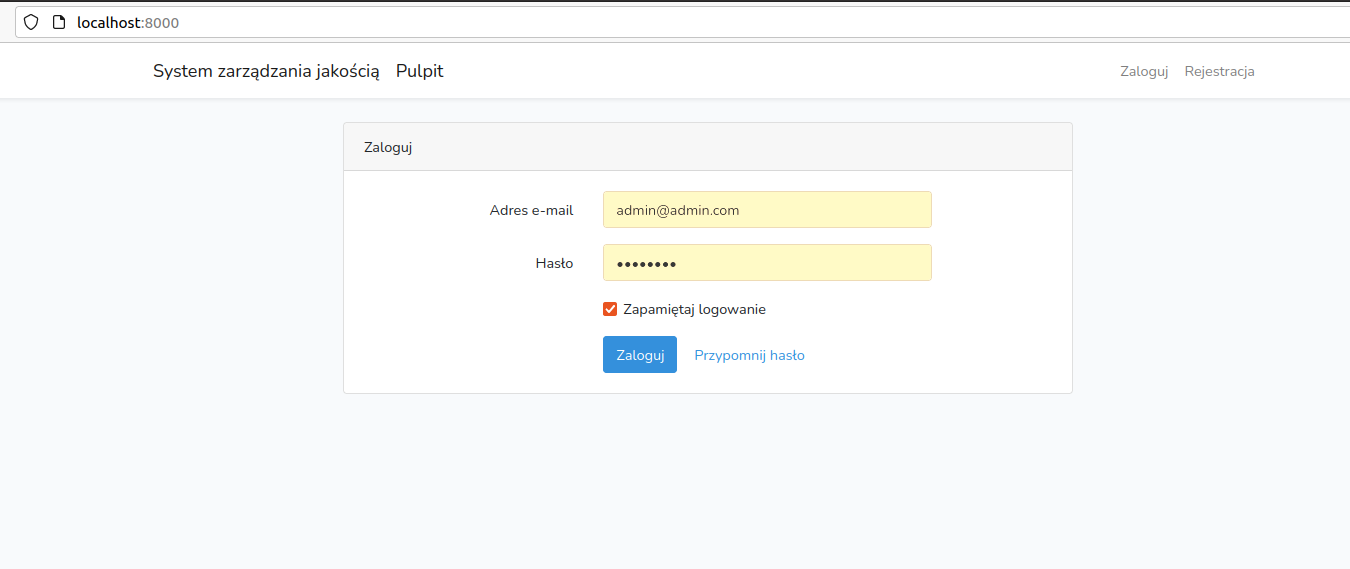 localhost:8000
System zarządzania jakością Pulpit Zaloguj Rejestracja
Zaloguj
Adres e-mail admin@admin.com
Hasło ••••••••
Zapamiętaj logowanie
Zaloguj Przypomnij hasło